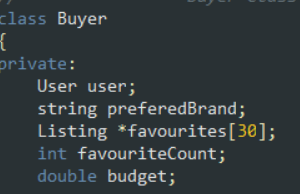 class Buyer
{
private:
User user;
string preferedBrand;
Listing *favourites[30];
int favouriteCount;
double budget;